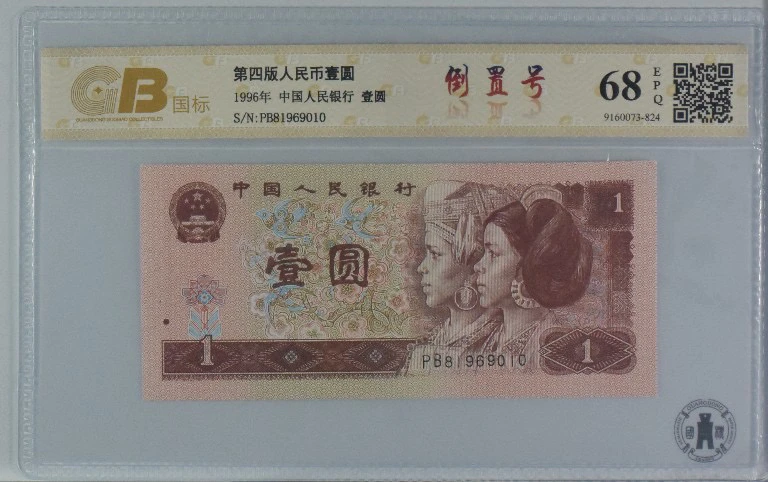 GB国标
第四版人民币壹圆
1996年 中国人民银行 壹圆
S/N:PB81969010
倒置号
68 EPQ
9160073-824
中国人民银行
1
壹圆
1
PB81969010
1